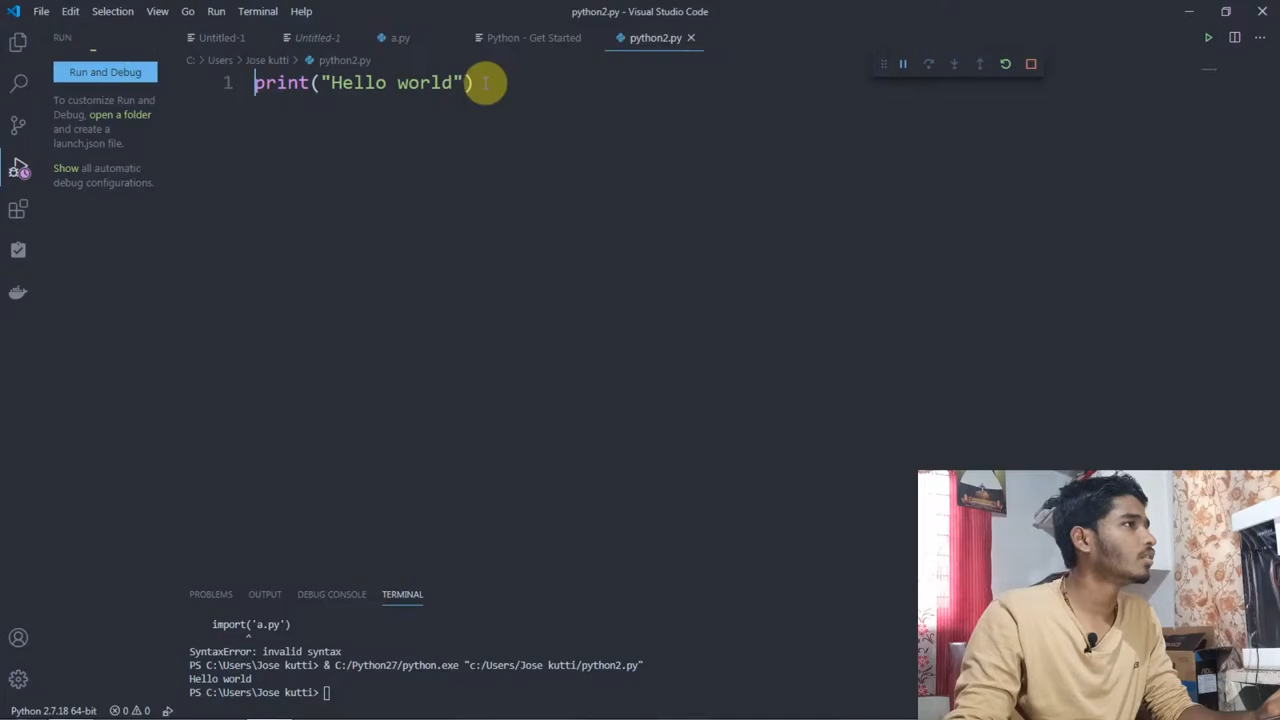 File Edit Selection View Go Run Terminal Help
python2.py - Visual Studio Code
RUN
Untitled-1
Untitled-1
a.py
Python - Get Started
python2.py
Run and Debug
To customize Run and
Debug, open a folder
and create a
launch.json file.
Show all automatic
debug configurations.
C: > Users > Jose kutti > python2.py
1 print("Hello world")
PROBLEMS OUTPUT DEBUG CONSOLE TERMINAL
import('a.py')
^
SyntaxError: invalid syntax
PS C:\Users\Jose kutti> & C:/Python27/python.exe "c:/Users/Jose kutti/python2.py"
Hello world
PS C:\Users\Jose kutti>
Python 2.7.18 64-bit 0 0